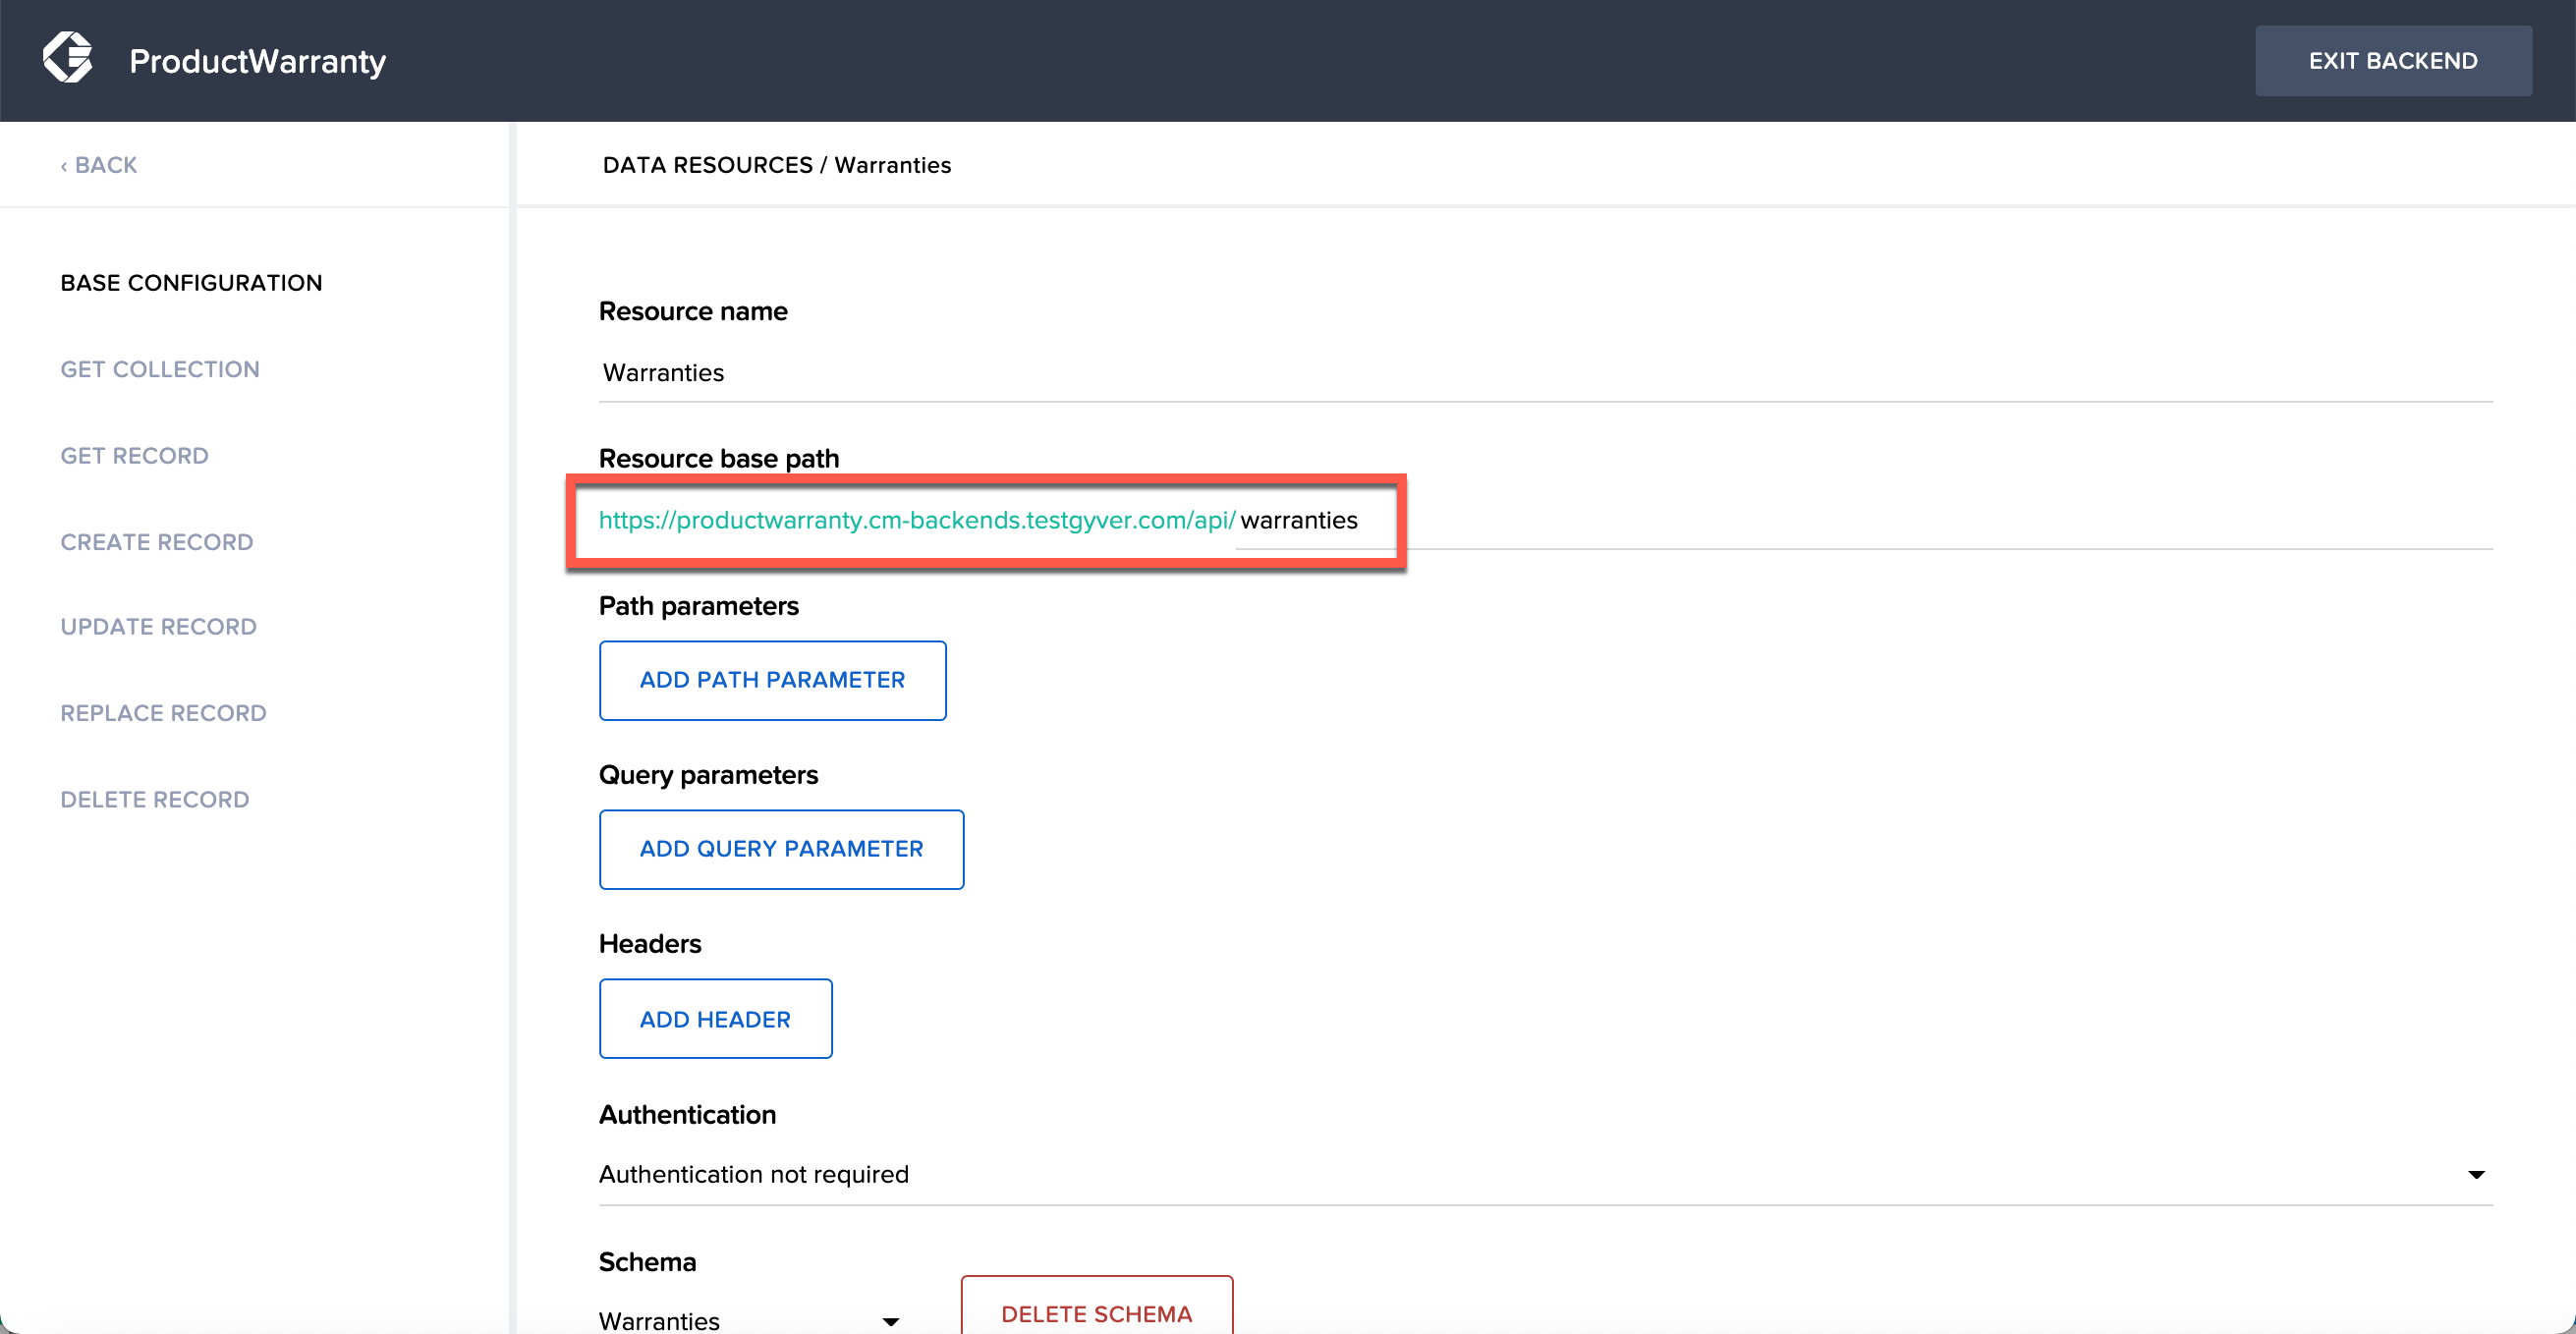 ProductWarranty
EXIT BACKEND
‹ BACK
DATA RESOURCES / Warranties
BASE CONFIGURATION
GET COLLECTION
GET RECORD
CREATE RECORD
UPDATE RECORD
REPLACE RECORD
DELETE RECORD
Resource name
Warranties
Resource base path
https://productwarranty.cm-backends.testgyver.com/api/warranties
Path parameters
ADD PATH PARAMETER
Query parameters
ADD QUERY PARAMETER
Headers
ADD HEADER
Authentication
Authentication not required
Schema
Warranties
DELETE SCHEMA